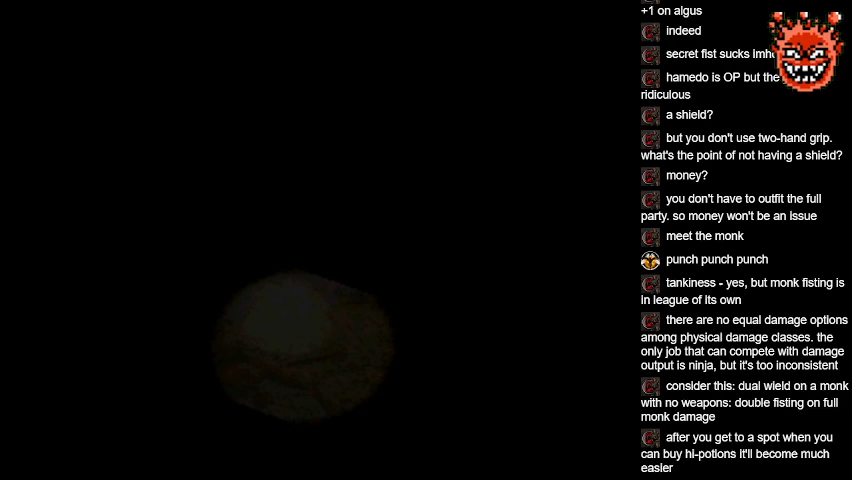 +1 on algus
indeed
secret fist sucks imh
hamedo is OP but the
ridiculous
a shield?
but you don't use two-hand grip.
what's the point of not having a shield?
money?
you don't have to outfit the full
party. so money won't be an issue
meet the monk
punch punch punch
tankiness - yes, but monk fisting is
in league of its own
there are no equal damage options
among physical damage classes. the
only job that can compete with damage
output is ninja, but it's too inconsistent
consider this: dual wield on a monk
with no weapons: double fisting on full
monk damage
after you get to a spot when you
can buy hi-potions it'll become much
easier